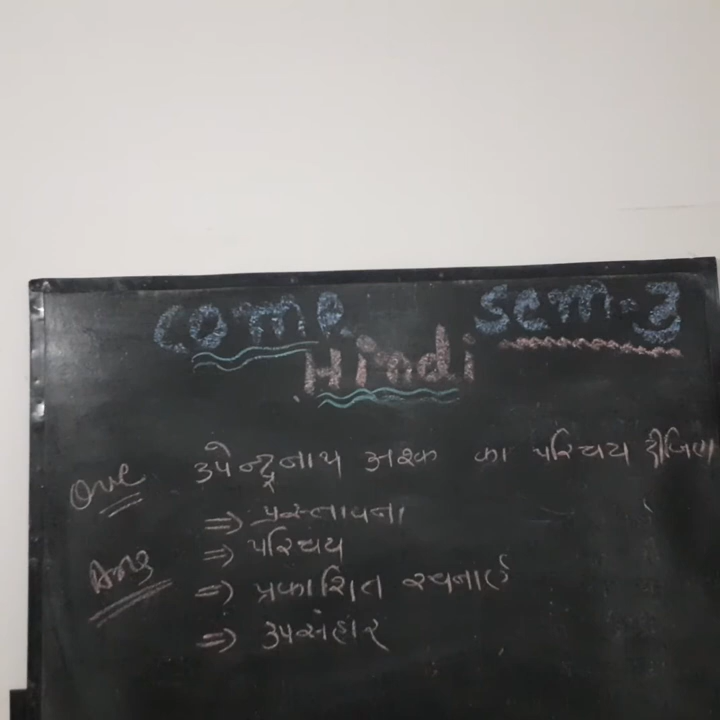 comp. sem-3
Hindi
Que उपेन्द्रनाथ अश्क का परिचय दीजिए
⇒ प्रस्तावना
⇒ परिचय
Ans ⇒ प्रकाशित रचनाएँ
⇒ उपसंहार